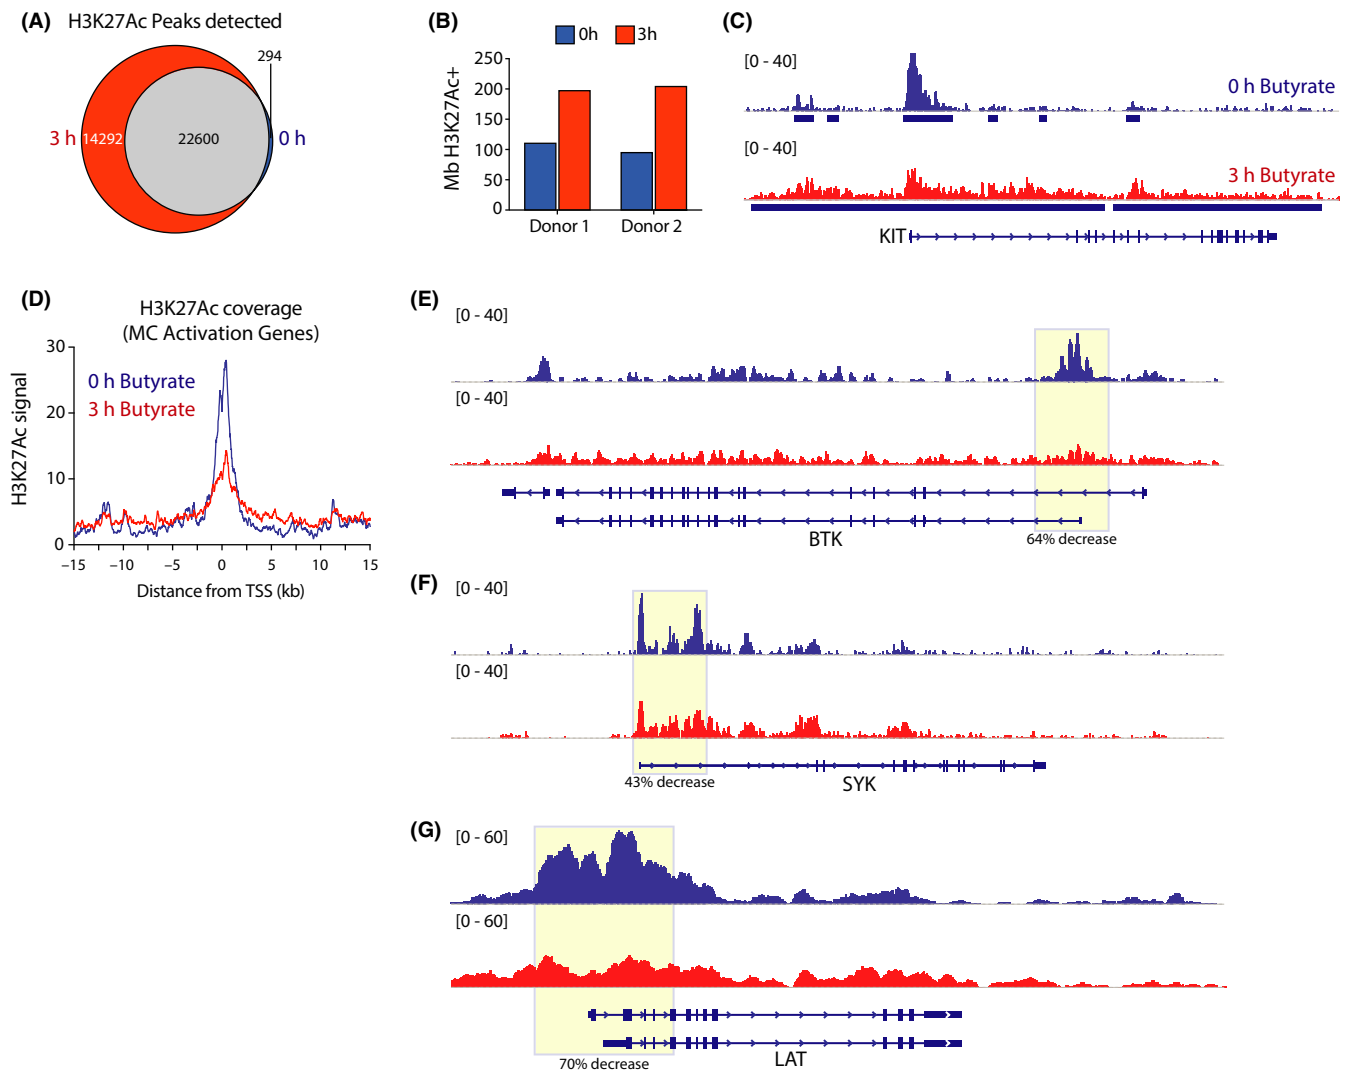 (A) H3K27Ac Peaks detected
294
3 h
14292
22600
0 h
(B)
0h 3h
Mb H3K27Ac+
250
200
150
100
50
0
Donor 1 Donor 2
(C)
[0 - 40]
0 h Butyrate
[0 - 40]
3 h Butyrate
KIT
(D)
H3K27Ac coverage
(MC Activation Genes)
H3K27Ac signal
30
20
10
0
0 h Butyrate
3 h Butyrate
−15 −10 −5 0 5 10 15
Distance from TSS (kb)
(E)
[0 - 40]
[0 - 40]
BTK
64% decrease
(F)
[0 - 40]
[0 - 40]
43% decrease
SYK
(G)
[0 - 60]
[0 - 60]
70% decrease
LAT